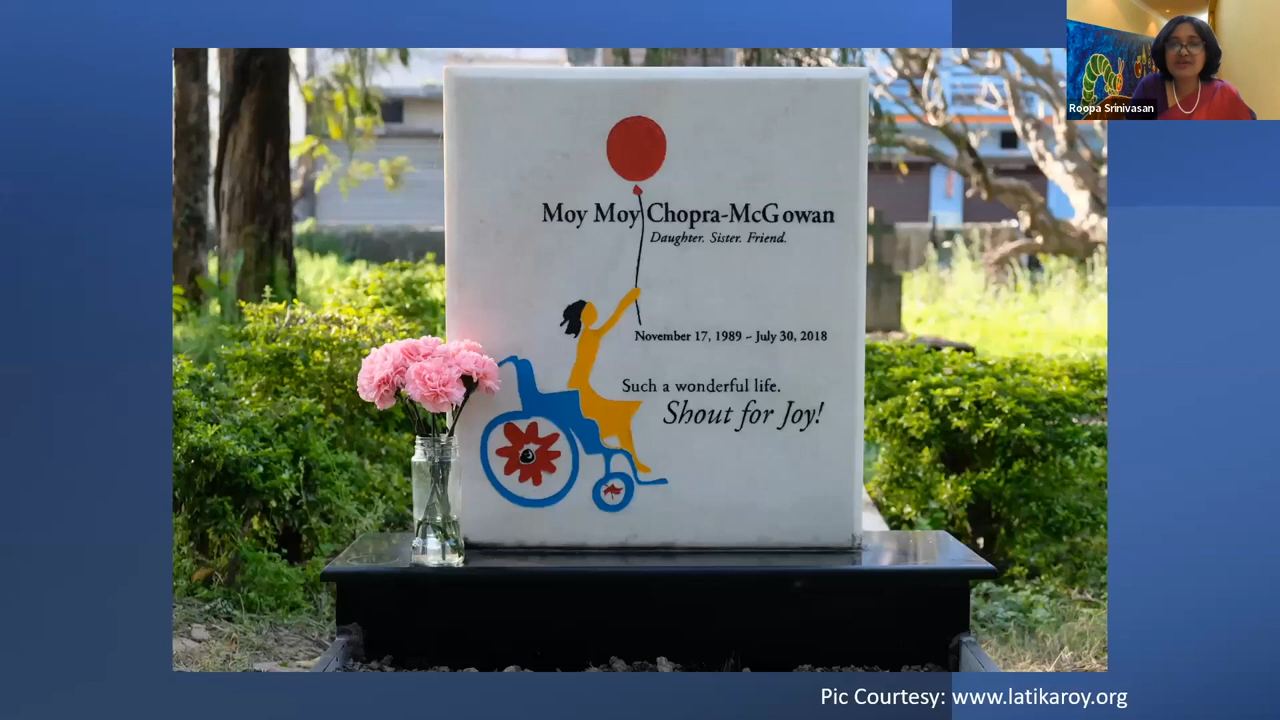 Roopa Srinivasan
Moy Moy Chopra-McGowan
Daughter. Sister. Friend.
November 17, 1989 – July 30, 2018
Such a wonderful life.
Shout for Joy!
Pic Courtesy: www.latikaroy.org